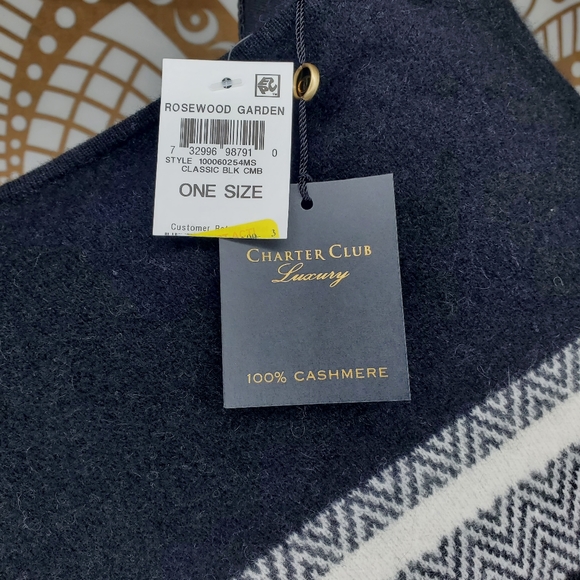 ROSEWOOD GARDEN
7 32996 98791 0
STYLE 100060254MS
CLASSIC BLK CMB
ONE SIZE
Customer
CHARTER CLUB
Luxury
100% CASHMERE